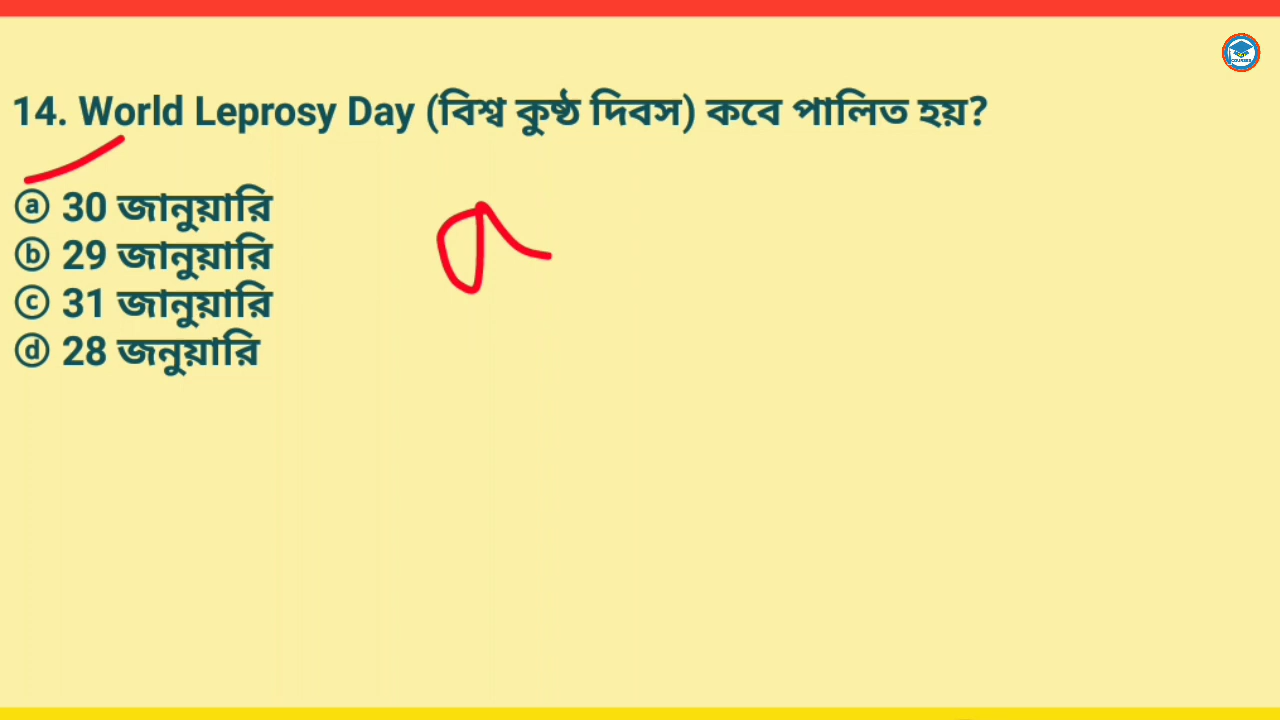 14. World Leprosy Day (বিশ্ব কুষ্ঠ দিবস) কবে পালিত হয়?
ⓐ 30 জানুয়ারি
a
ⓑ 29 জানুয়ারি
ⓒ 31 জানুয়ারি
ⓓ 28 জনুয়ারি